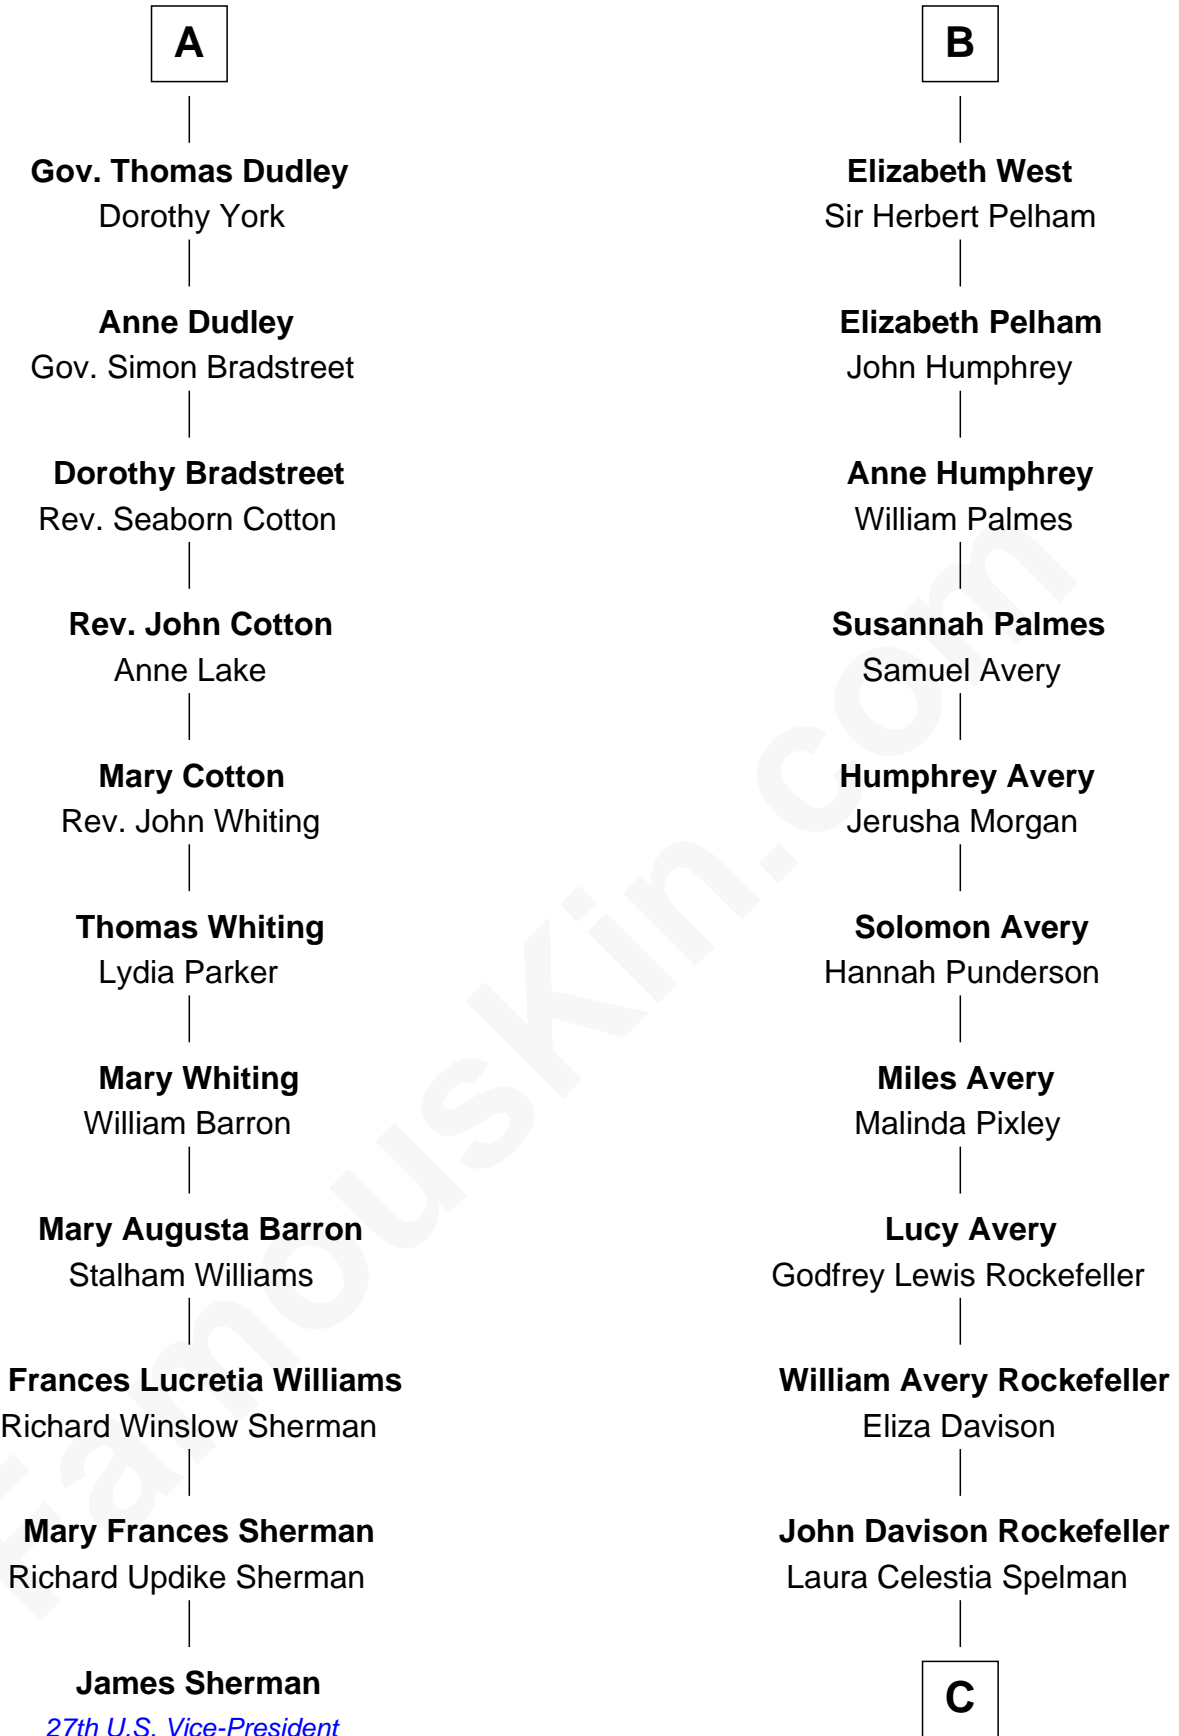 A
Gov. Thomas Dudley
Dorothy York
Anne Dudley
Gov. Simon Bradstreet
Dorothy Bradstreet
Rev. Seaborn Cotton
Rev. John Cotton
Anne Lake
Mary Cotton
Rev. John Whiting
Thomas Whiting
Lydia Parker
Mary Whiting
William Barron
Mary Augusta Barron
Stalham Williams
Frances Lucretia Williams
Richard Winslow Sherman
Mary Frances Sherman
Richard Updike Sherman
James Sherman
27th U.S. Vice-President
B
Elizabeth West
Sir Herbert Pelham
Elizabeth Pelham
John Humphrey
Anne Humphrey
William Palmes
Susannah Palmes
Samuel Avery
Humphrey Avery
Jerusha Morgan
Solomon Avery
Hannah Punderson
Miles Avery
Malinda Pixley
Lucy Avery
Godfrey Lewis Rockefeller
William Avery Rockefeller
Eliza Davison
John Davison Rockefeller
Laura Celestia Spelman
C
FamousKin.com